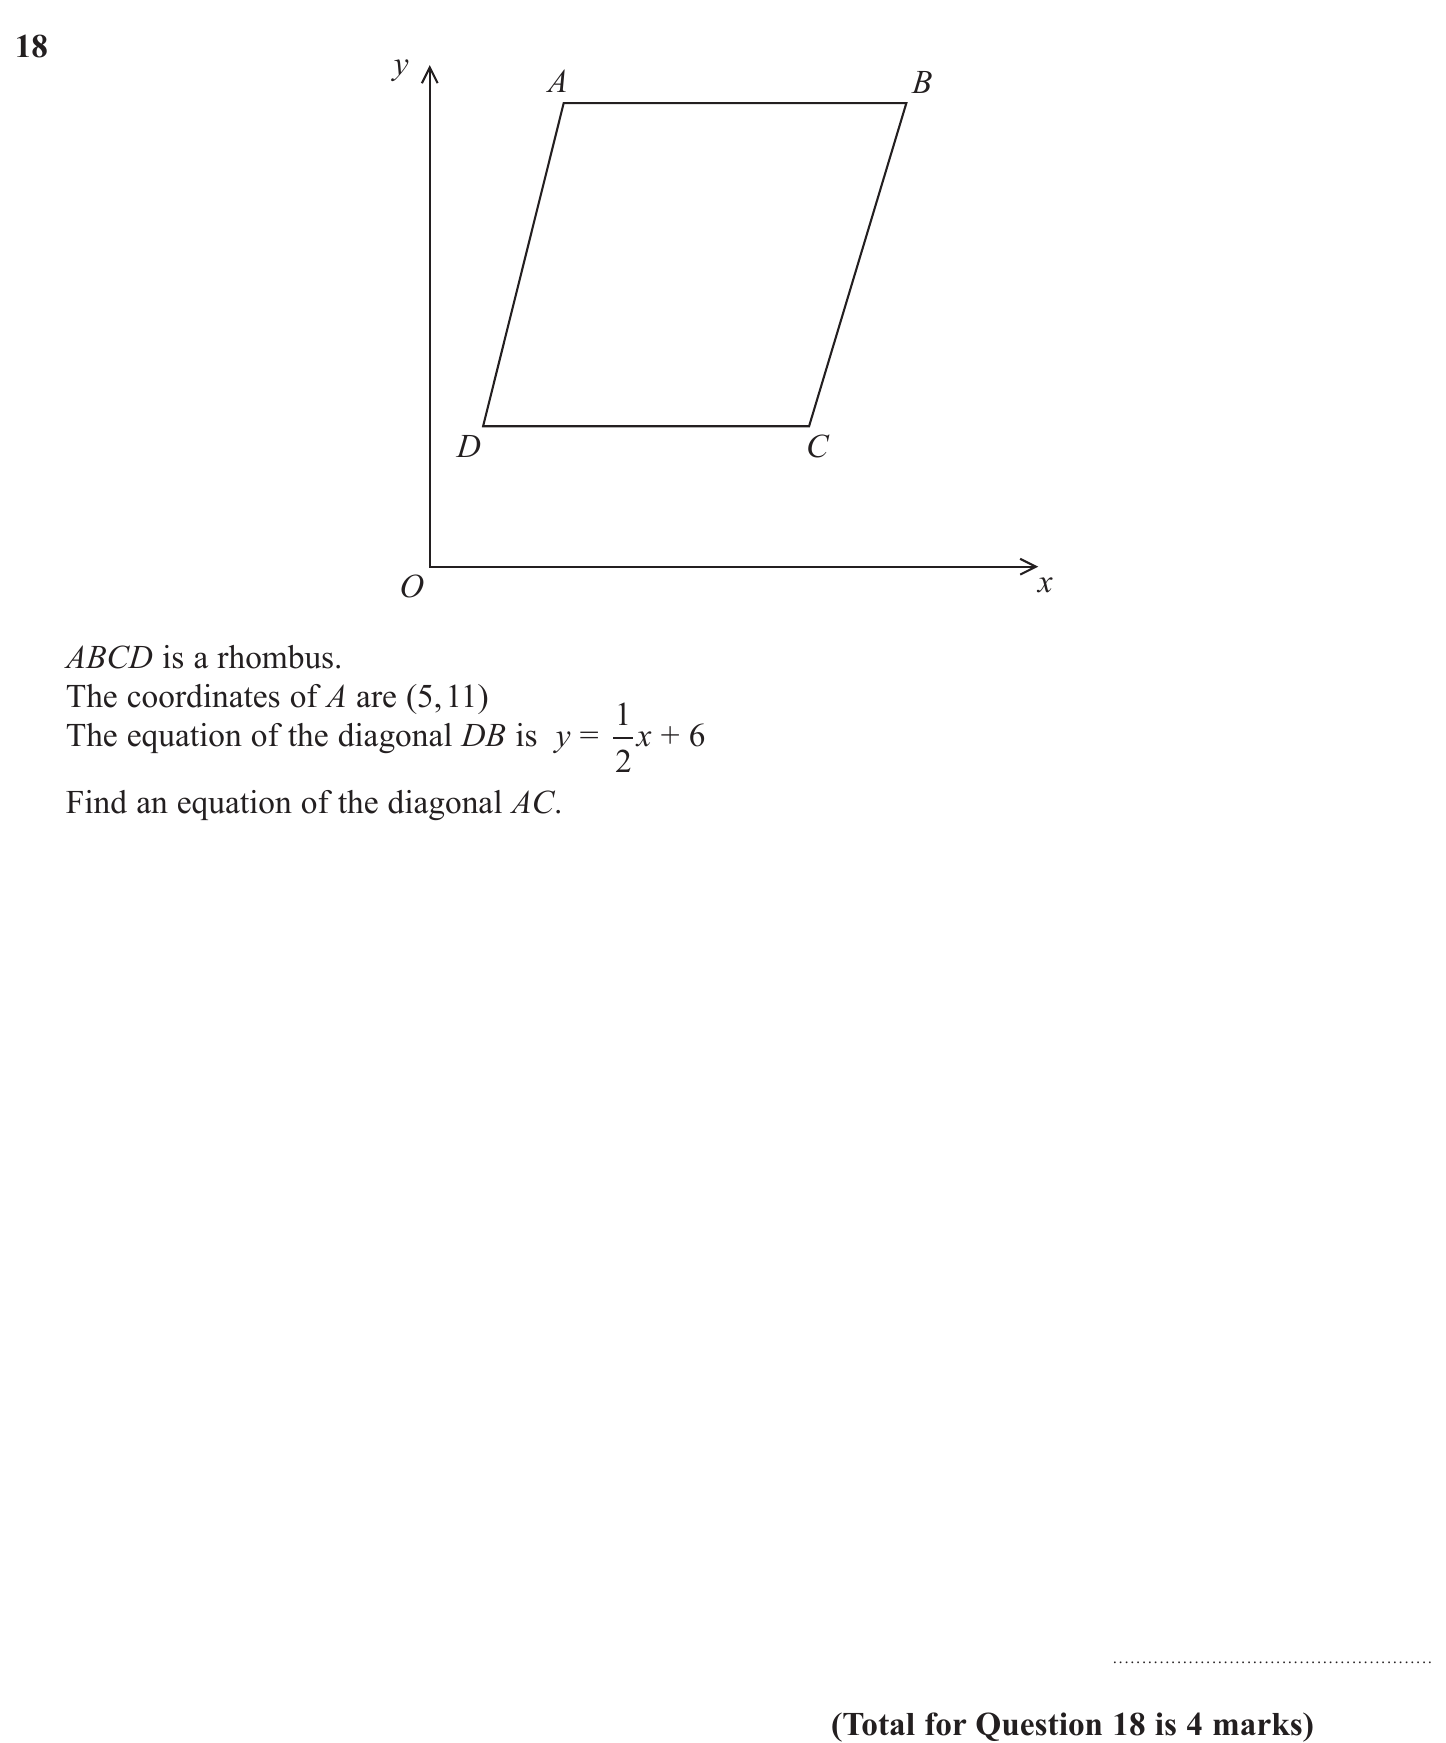 18
y
A
B
D
C
O
x
ABCD is a rhombus.
The coordinates of A are (5, 11)
The equation of the diagonal DB is y = 1/2 x + 6
Find an equation of the diagonal AC.
......................................................
(Total for Question 18 is 4 marks)